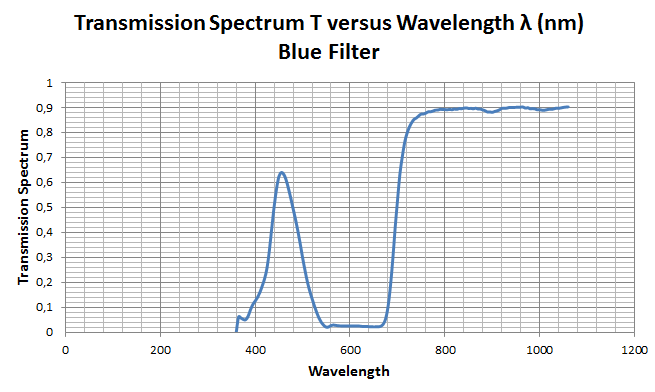 Transmission Spectrum T versus Wavelength λ (nm)
Blue Filter
Transmission Spectrum
1
0,9
0,8
0,7
0,6
0,5
0,4
0,3
0,2
0,1
0
0 200 400 600 800 1000 1200
Wavelength